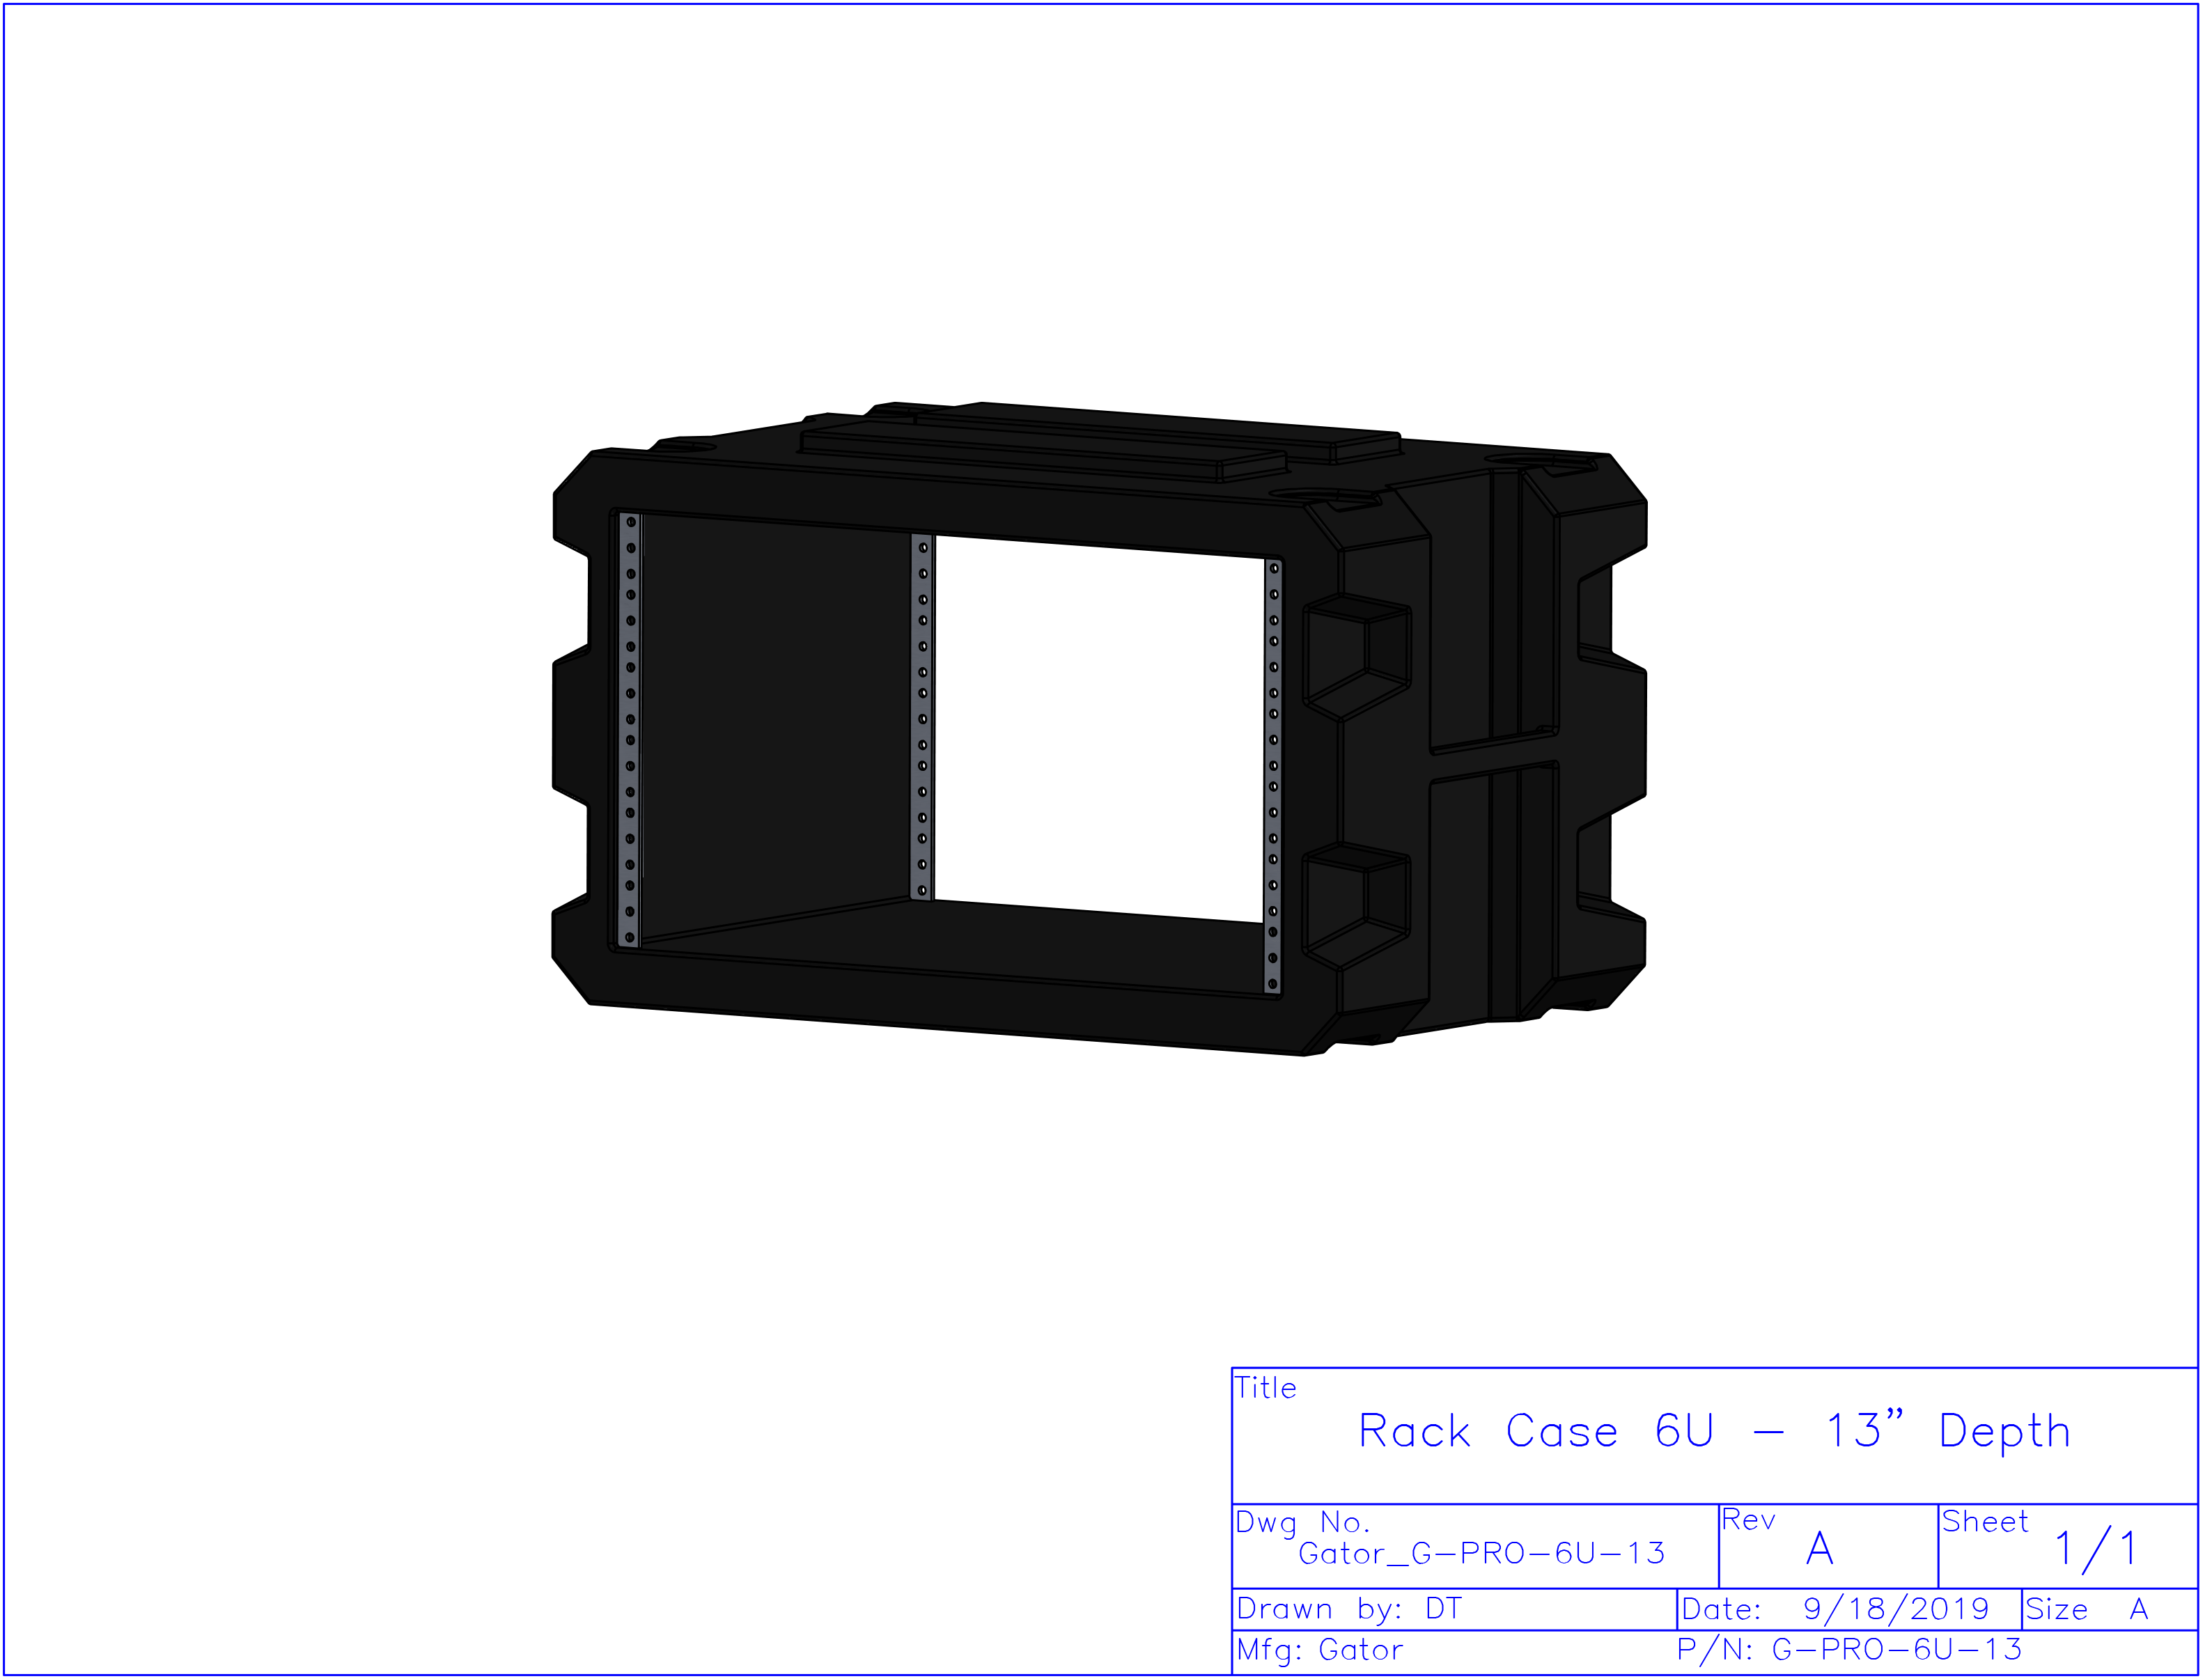 Title
Rack Case 6U - 13” Depth
Dwg No.
Gator_G-PRO-6U-13
Rev
A
Sheet
1/1
Drawn by: DT
Date: 9/18/2019
Size A
Mfg: Gator
P/N: G-PRO-6U-13